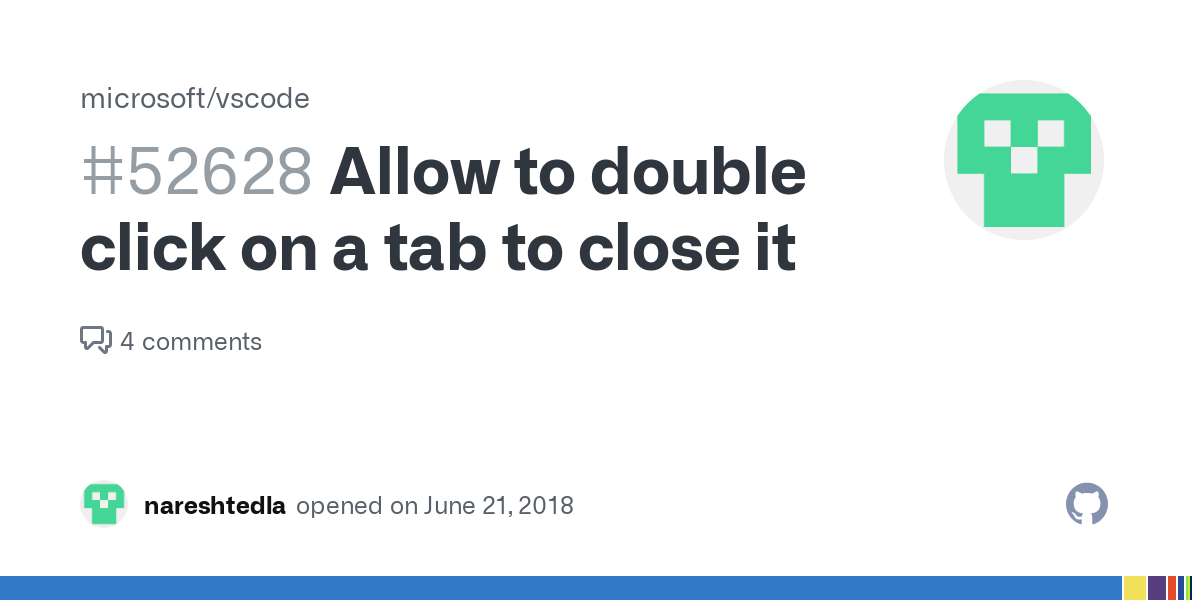 microsoft/vscode
#52628 Allow to double
click on a tab to close it
4 comments
nareshtedla opened on June 21, 2018